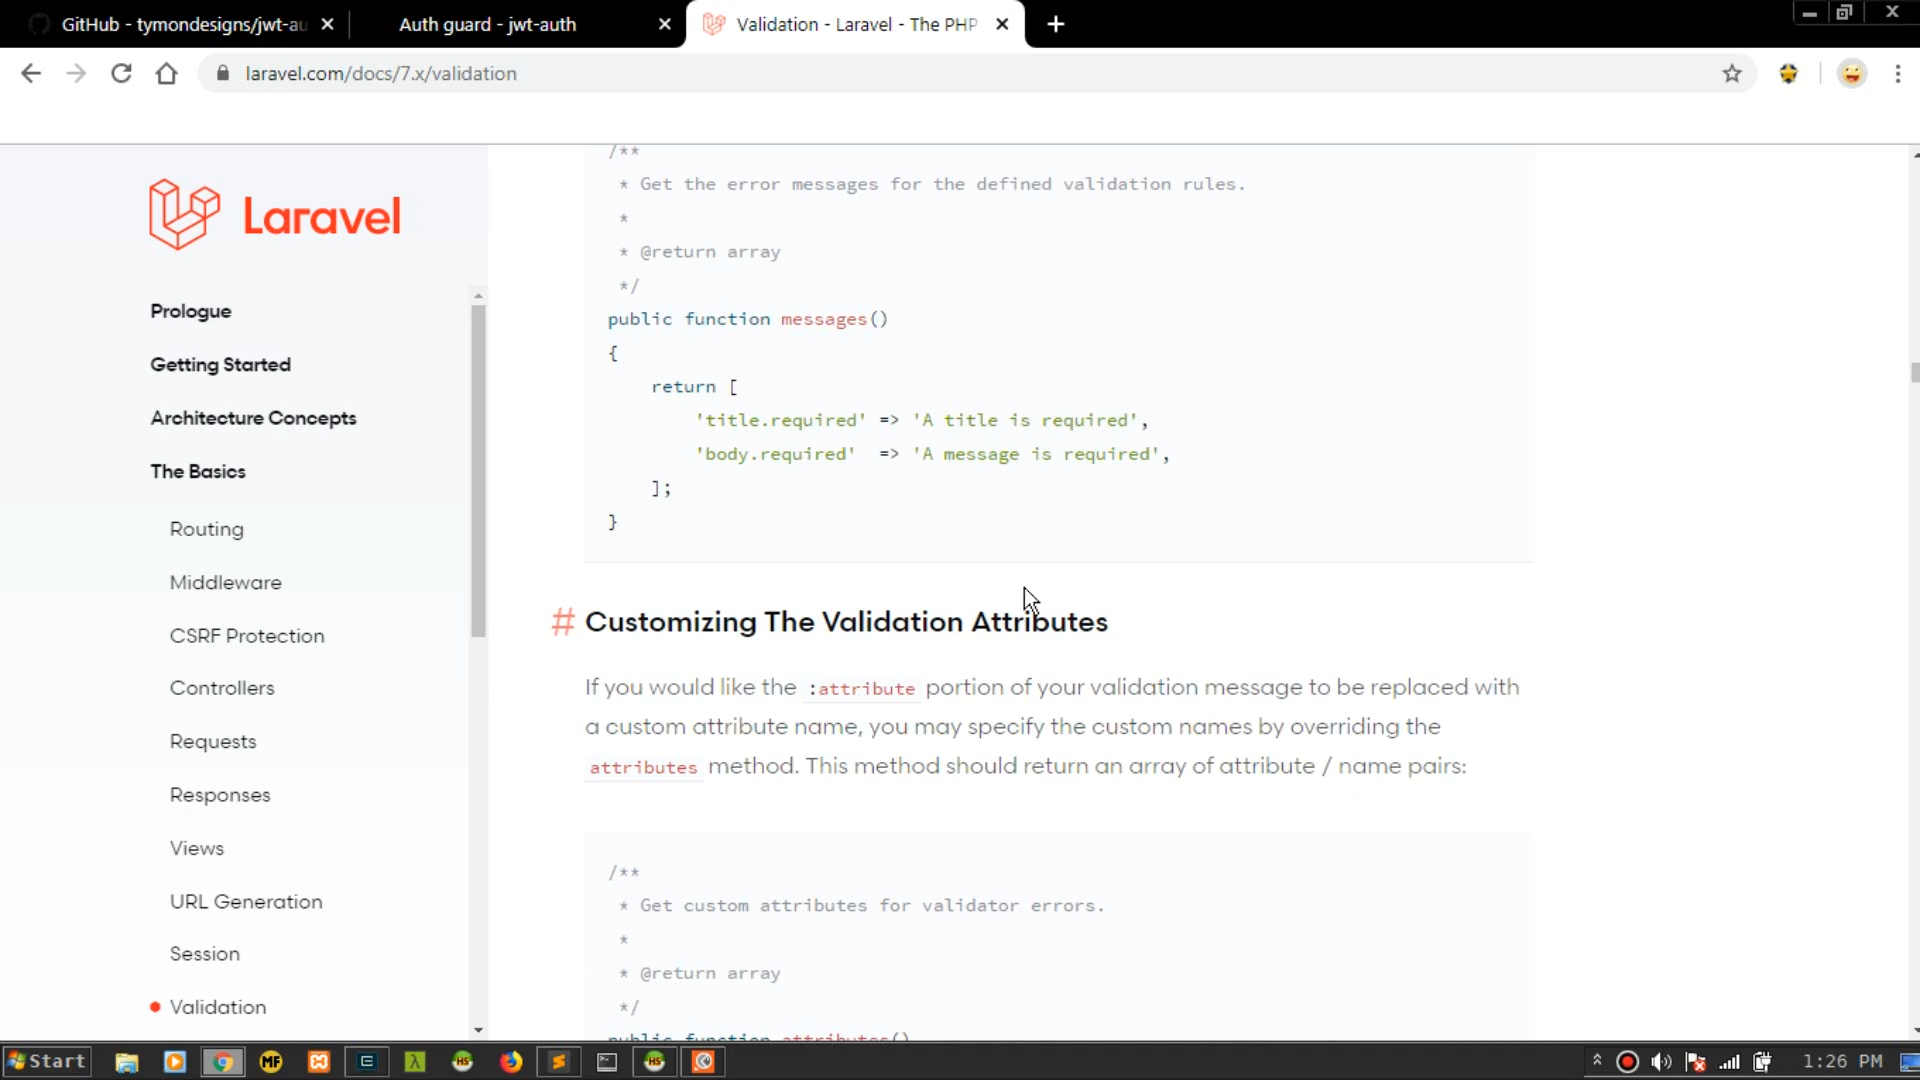 GitHub - tymondesigns/jwt-au
Auth guard - jwt-auth
Validation - Laravel - The PHP
laravel.com/docs/7.x/validation
Laravel
Prologue
Getting Started
Architecture Concepts
The Basics
Routing
Middleware
CSRF Protection
Controllers
Requests
Responses
Views
URL Generation
Session
Validation
/**
* Get the error messages for the defined validation rules.
*
* @return array
*/
public function messages()
{
return [
'title.required' => 'A title is required',
'body.required' => 'A message is required',
];
}
# Customizing The Validation Attributes
If you would like the :attribute portion of your validation message to be replaced with
a custom attribute name, you may specify the custom names by overriding the
attributes method. This method should return an array of attribute / name pairs:
/**
* Get custom attributes for validator errors.
*
* @return array
*/
public function attributes()
Start
MF
HS
HS
1:26 PM